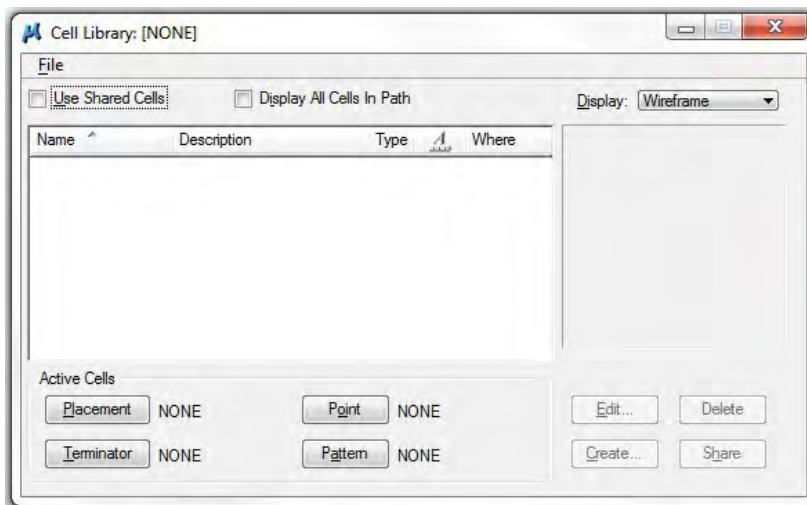 Cell Library: [NONE]
File
Use Shared Cells
Display All Cells In Path
Display: Wireframe
Name Description Type Where
Active Cells
Placement NONE Point NONE
Edit... Delete
Terminator NONE Pattern NONE
Create... Share